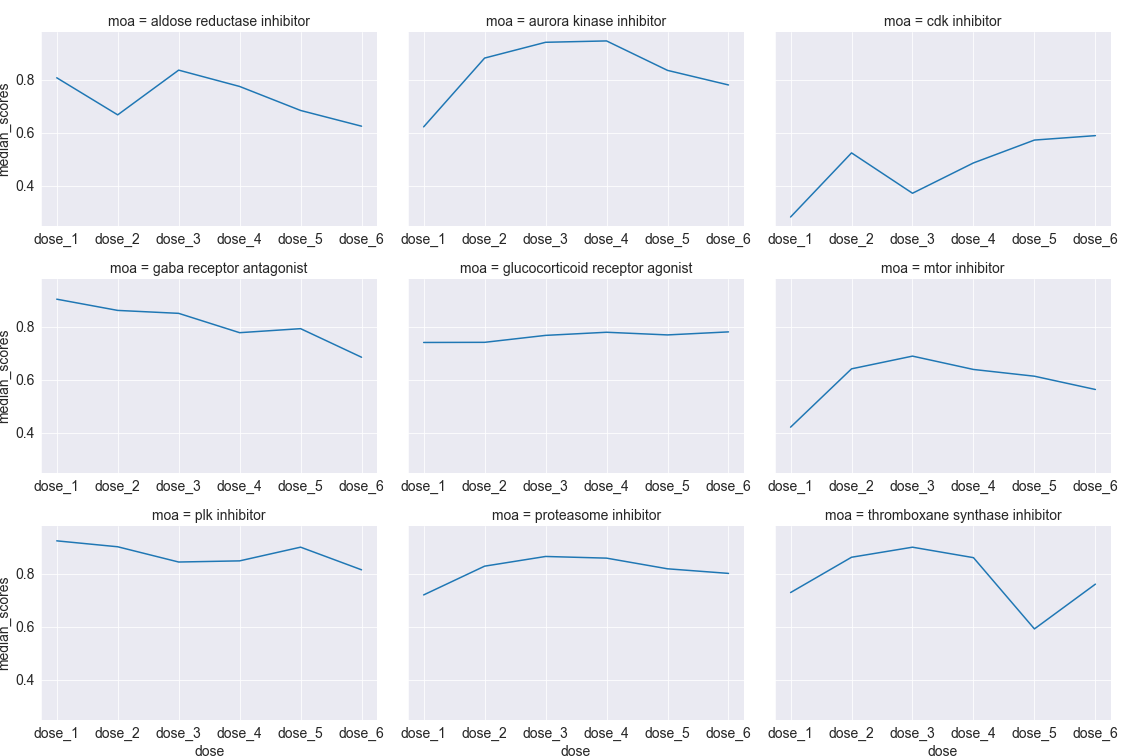 moa = aldose reductase inhibitor
moa = aurora kinase inhibitor
moa = cdk inhibitor
median_scores
0.8
0.6
0.4
dose_1 dose_2 dose_3 dose_4 dose_5 dose_6
dose_1 dose_2 dose_3 dose_4 dose_5 dose_6
dose_1 dose_2 dose_3 dose_4 dose_5 dose_6
moa = gaba receptor antagonist
moa = glucocorticoid receptor agonist
moa = mtor inhibitor
median_scores
0.8
0.6
0.4
dose_1 dose_2 dose_3 dose_4 dose_5 dose_6
dose_1 dose_2 dose_3 dose_4 dose_5 dose_6
dose_1 dose_2 dose_3 dose_4 dose_5 dose_6
moa = plk inhibitor
moa = proteasome inhibitor
moa = thromboxane synthase inhibitor
median_scores
0.8
0.6
0.4
dose_1 dose_2 dose_3 dose_4 dose_5 dose_6
dose_1 dose_2 dose_3 dose_4 dose_5 dose_6
dose_1 dose_2 dose_3 dose_4 dose_5 dose_6
dose
dose
dose